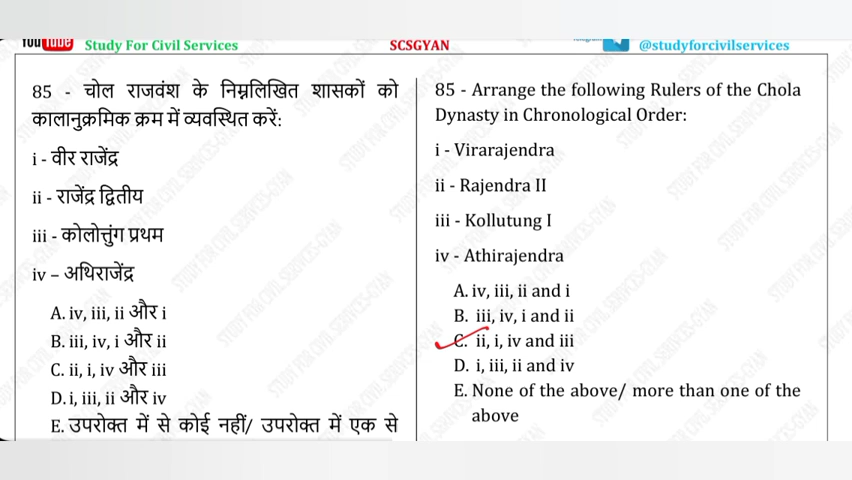 YouTube Study For Civil Services SCSGYAN @studyforcivilservices
85 - चोल राजवंश के निम्नलिखित शासकों को
कालानुक्रमिक क्रम में व्यवस्थित करें:
i - वीर राजेंद्र
ii - राजेंद्र द्वितीय
iii - कोलोत्तुंग प्रथम
iv – अथिराजेंद्र
A. iv, iii, ii और i
B. iii, iv, i और ii
C. ii, i, iv और iii
D. i, iii, ii और iv
E. उपरोक्त में से कोई नहीं/ उपरोक्त में एक से
85 - Arrange the following Rulers of the Chola
Dynasty in Chronological Order:
i - Virarajendra
ii - Rajendra II
iii - Kollutung I
iv - Athirajendra
A. iv, iii, ii and i
B. iii, iv, i and ii
C. ii, i, iv and iii
D. i, iii, ii and iv
E. None of the above/ more than one of the
above